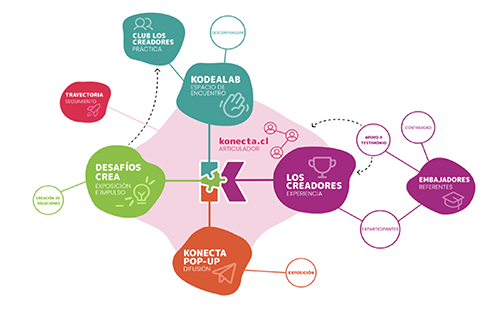 CLUB LOS
CREADORES
PRÁCTICA
DESCENTRALIZAR
KODEALAB
ESPACIO DE
ENCUENTRO
TRAYECTORIA
SEGUIMIENTO
konecta.cl
ARTICULADOR
CONTINUIDAD
APOYO Y
TESTIMONIO
DESAFÍOS
CREA
EXPOSICIÓN
E IMPULSO
LOS
CREADORES
EXPERIENCIA
EMBAJADORES
REFERENTES
CREACIÓN DE
SOLUCIONES
EXPARTICIPANTES
KONECTA
POP-UP
DIFUSIÓN
EXPOSICIÓN